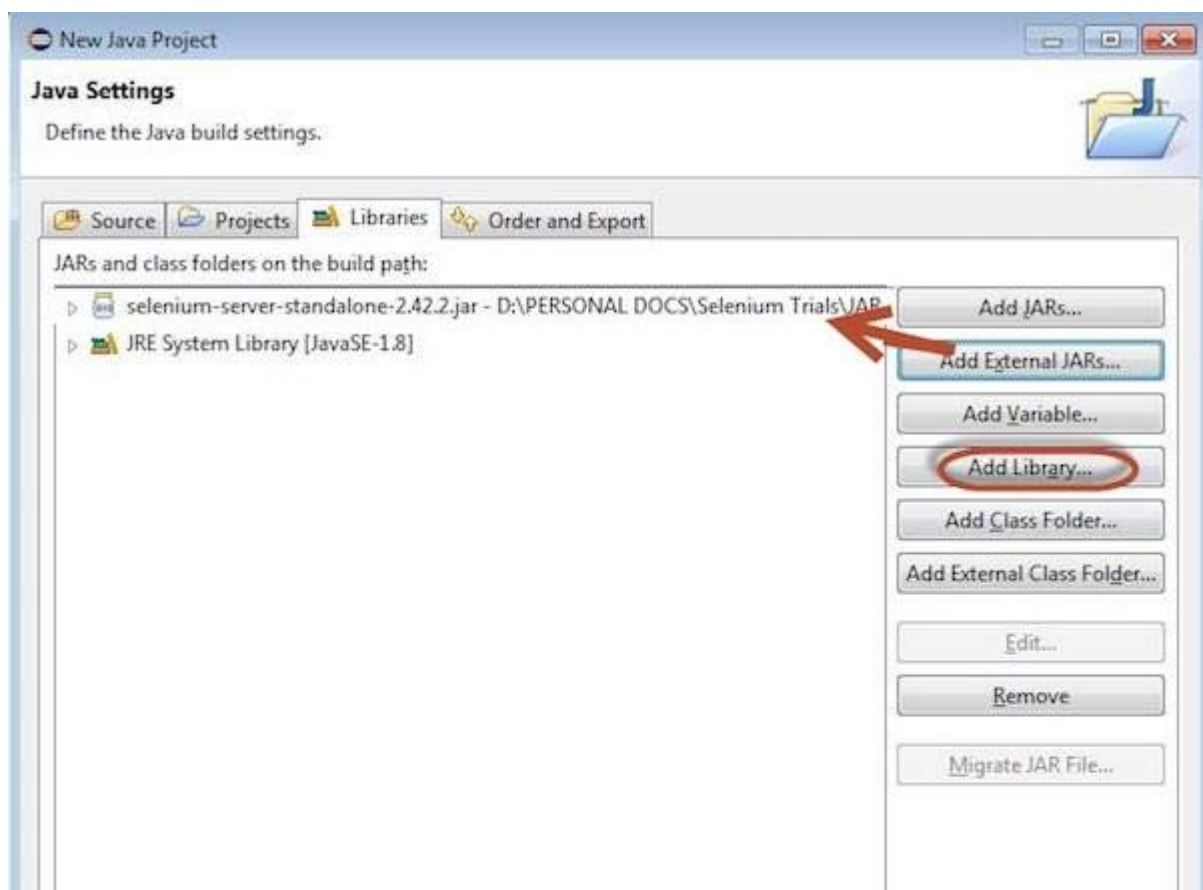 New Java Project
Java Settings
Define the Java build settings.
Source Projects Libraries Order and Export
JARs and class folders on the build path:
selenium-server-standalone-2.42.2.jar - D:\PERSONAL DOCS\Selenium Trials\JAR
JRE System Library [JavaSE-1.8]
Add JARs...
Add External JARs...
Add Variable...
Add Library...
Add Class Folder...
Add External Class Folder...
Edit...
Remove
Migrate JAR File...